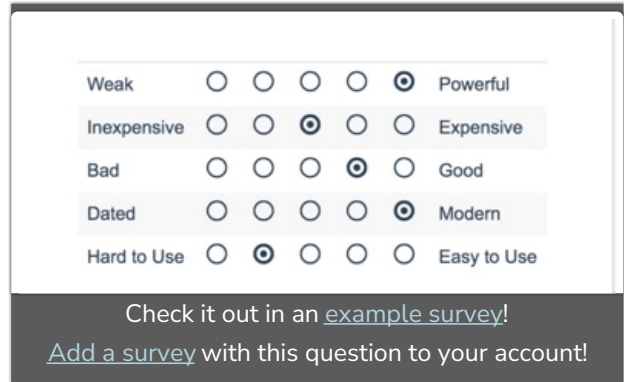 Weak Powerful
Inexpensive Expensive
Bad Good
Dated Modern
Hard to Use Easy to Use
Check it out in an example survey!
Add a survey with this question to your account!